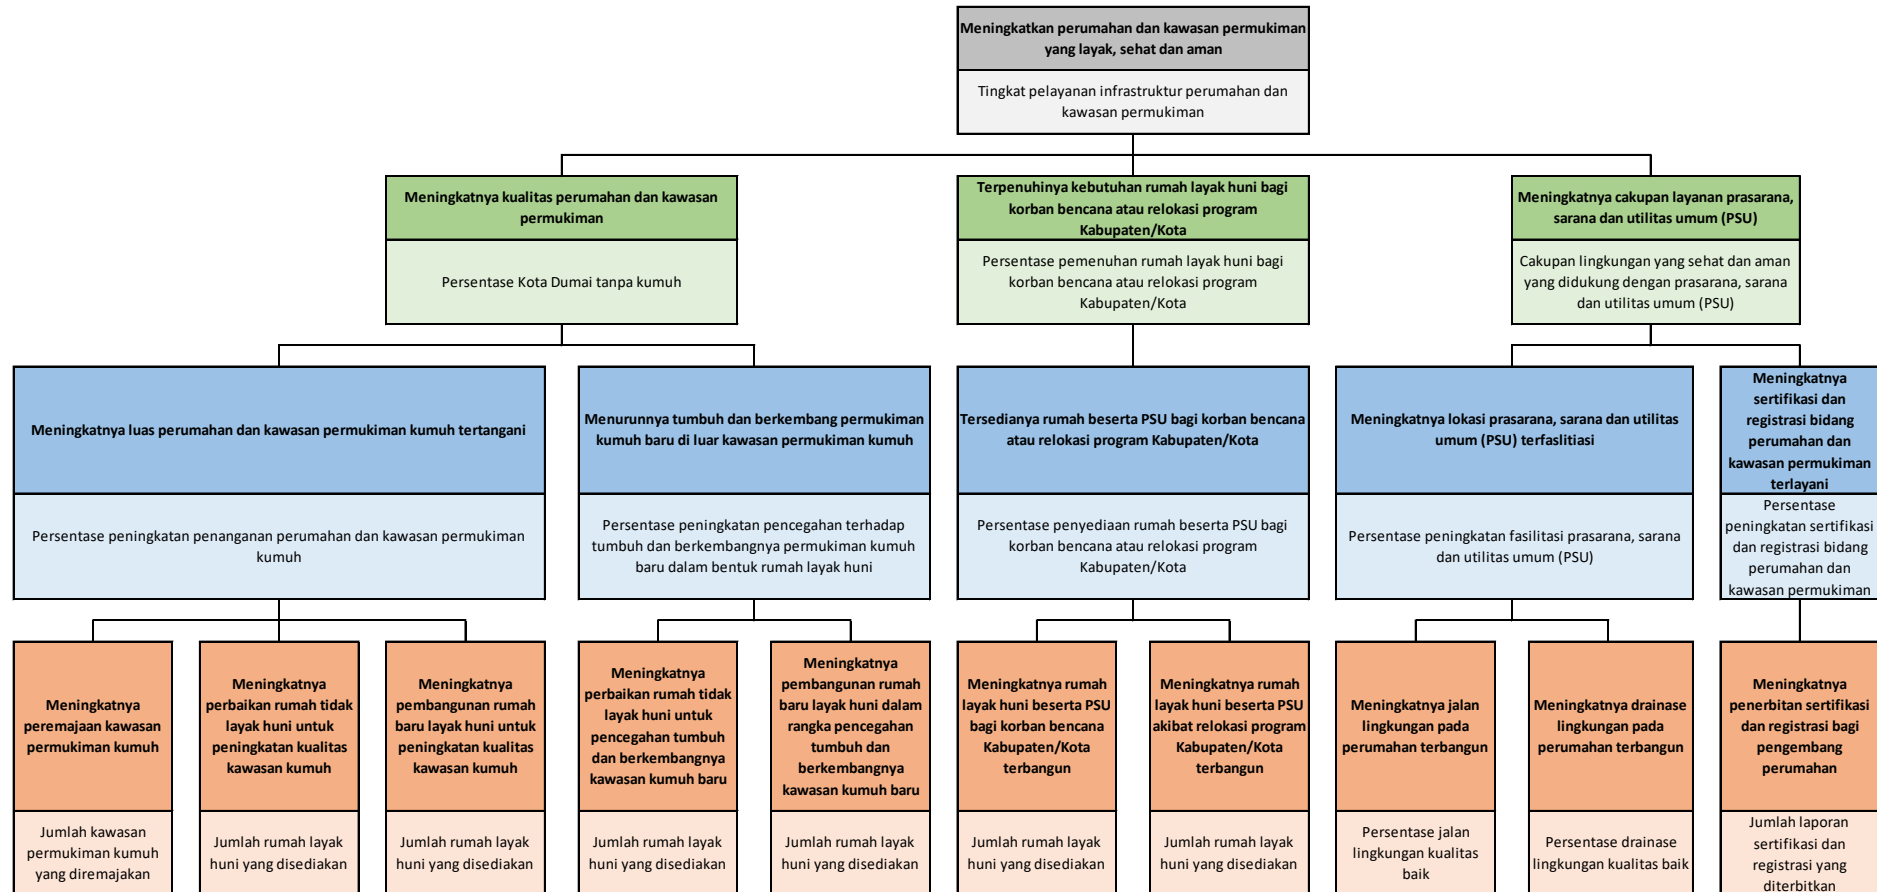 Meningkatkan perumahan dan kawasan permukiman
yang layak, sehat dan aman
Tingkat pelayanan infrastruktur perumahan dan
kawasan permukiman
Meningkatnya kualitas perumahan dan kawasan
permukiman
Persentase Kota Dumai tanpa kumuh
Terpenuhinya kebutuhan rumah layak huni bagi
korban bencana atau relokasi program
Kabupaten/Kota
Persentase pemenuhan rumah layak huni bagi
korban bencana atau relokasi program
Kabupaten/Kota
Meningkatnya cakupan layanan prasarana,
sarana dan utilitas umum (PSU)
Cakupan lingkungan yang sehat dan aman
yang didukung dengan prasarana, sarana
dan utilitas umum (PSU)
Meningkatnya luas perumahan dan kawasan permukiman kumuh tertangani
Persentase peningkatan penanganan perumahan dan kawasan permukiman
kumuh
Menurunnya tumbuh dan berkembang permukiman
kumuh baru di luar kawasan permukiman kumuh
Persentase peningkatan pencegahan terhadap
tumbuh dan berkembangnya permukiman kumuh
baru dalam bentuk rumah layak huni
Tersedianya rumah beserta PSU bagi korban bencana
atau relokasi program Kabupaten/Kota
Persentase penyediaan rumah beserta PSU bagi
korban bencana atau relokasi program
Kabupaten/Kota
Meningkatnya lokasi prasarana, sarana dan utilitas
umum (PSU) terfaslitiasi
Persentase peningkatan fasilitasi prasarana, sarana
dan utilitas umum (PSU)
Meningkatnya
sertifikasi dan
registrasi bidang
perumahan dan
kawasan permukiman
terlayani
Persentase
peningkatan sertifikasi
dan registrasi bidang
perumahan dan
kawasan permukiman
Meningkatnya
peremajaan kawasan
permukiman kumuh
Jumlah kawasan
permukiman kumuh
yang diremajakan
Meningkatnya
perbaikan rumah tidak
layak huni untuk
peningkatan kualitas
kawasan kumuh
Jumlah rumah layak
huni yang disediakan
Meningkatnya
pembangunan rumah
baru layak huni untuk
peningkatan kualitas
kawasan kumuh
Jumlah rumah layak
huni yang disediakan
Meningkatnya
perbaikan rumah tidak
layak huni untuk
pencegahan tumbuh
dan berkembangnya
kawasan kumuh baru
Jumlah rumah layak
huni yang disediakan
Meningkatnya
pembangunan rumah
baru layak huni dalam
rangka pencegahan
tumbuh dan
berkembangnya
kawasan kumuh baru
Jumlah rumah layak
huni yang disediakan
Meningkatnya rumah
layak huni beserta PSU
bagi korban bencana
Kabupaten/Kota
terbangun
Jumlah rumah layak
huni yang disediakan
Meningkatnya rumah
layak huni beserta PSU
akibat relokasi program
Kabupaten/Kota
terbangun
Jumlah rumah layak
huni yang disediakan
Meningkatnya jalan
lingkungan pada
perumahan terbangun
Persentase jalan
lingkungan kualitas
baik
Meningkatnya drainase
lingkungan pada
perumahan terbangun
Persentase drainase
lingkungan kualitas baik
Meningkatnya
penerbitan sertifikasi
dan registrasi bagi
pengembang
perumahan
Jumlah laporan
sertifikasi dan
registrasi yang
diterbitkan